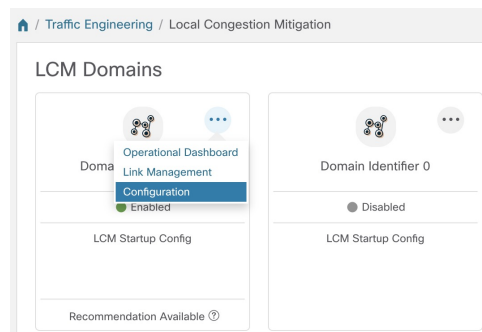 / Traffic Engineering / Local Congestion Mitigation
LCM Domains
Operational Dashboard
Link Management
Configuration
Enabled
LCM Startup Config
Recommendation Available ?
Domain Identifier 0
Disabled
LCM Startup Config